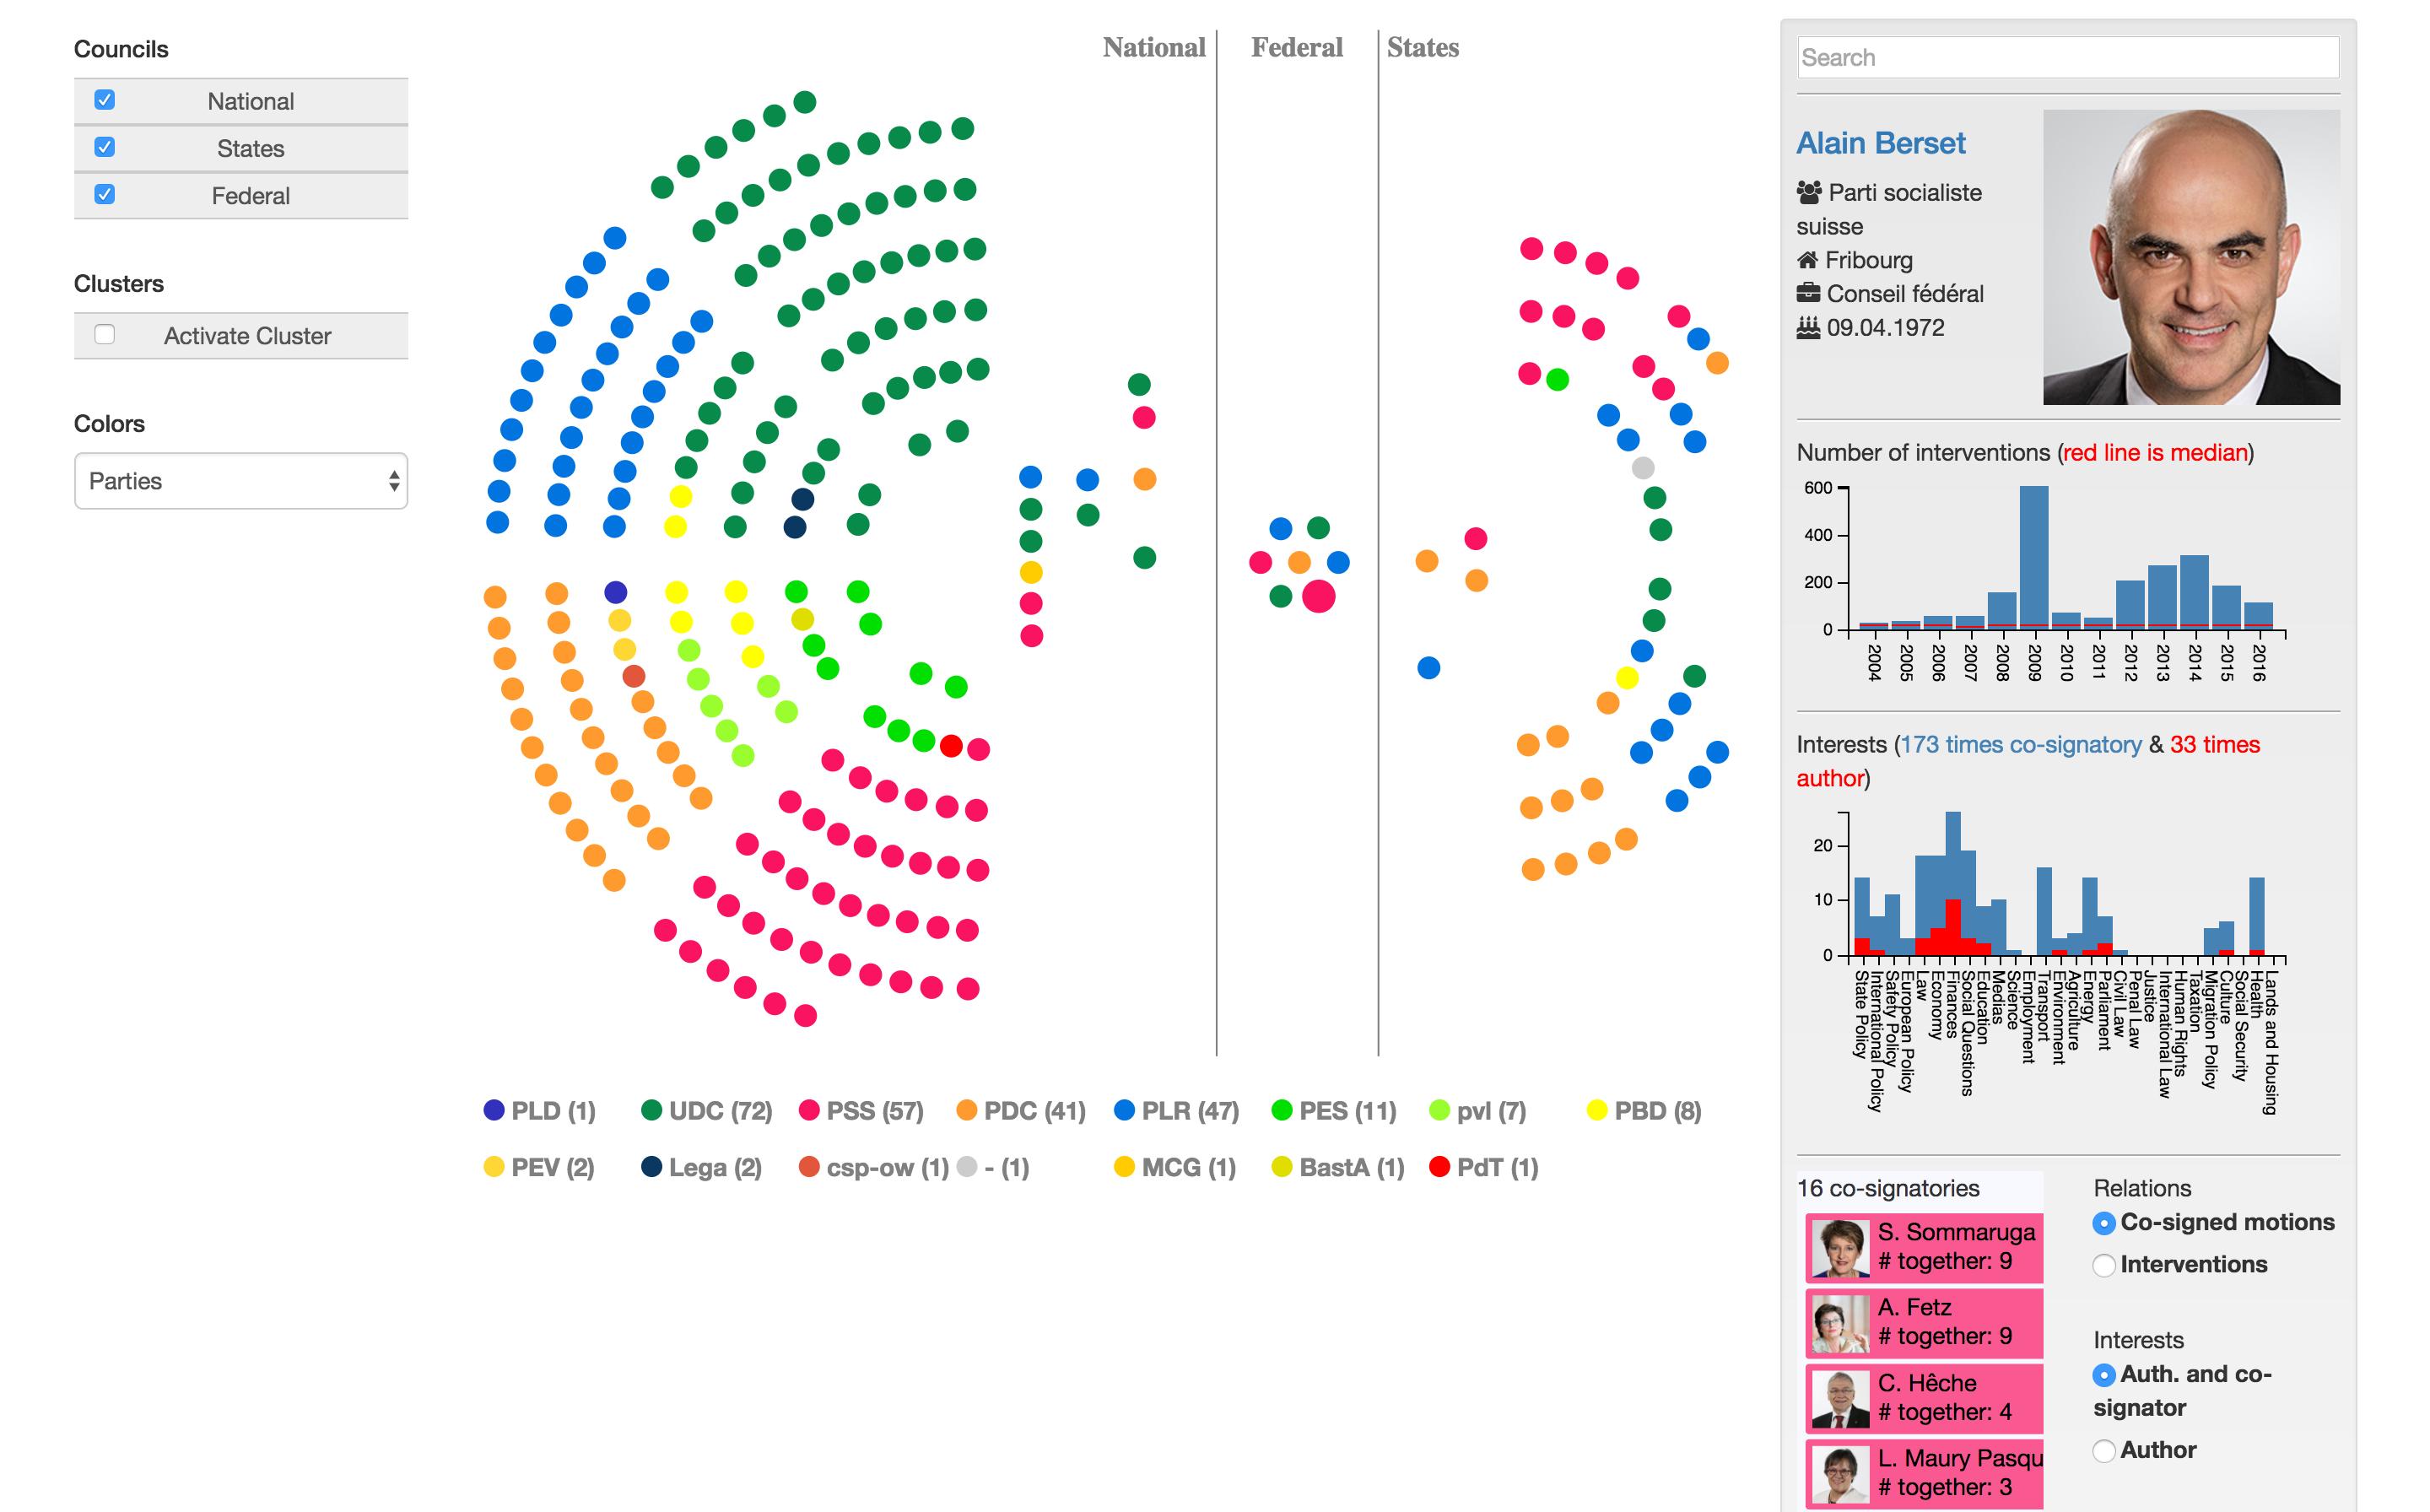 Councils
National
States
Federal
Clusters
Activate Cluster
Colors
Parties
National
Federal
States
PLD (1)
UDC (72)
PSS (57)
PDC (41)
PLR (47)
PES (11)
pvl (7)
PBD (8)
PEV (2)
Lega (2)
csp-ow (1)
- (1)
MCG (1)
BastA (1)
PdT (1)
Search
Alain Berset
Parti socialiste
suisse
Fribourg
Conseil fédéral
09.04.1972
Number of interventions (red line is median)
600
400
200
0
2004
2005
2006
2007
2008
2009
2010
2011
2012
2013
2014
2015
2016
Interests (173 times co-signatory & 33 times
author)
20
10
0
State Policy
International Policy
Safety Policy
European Policy
Law
Economy
Finances
Social Questions
Education
Medias
Science
Employment
Transport
Environment
Agriculture
Energy
Parliament
Civil Law
Penal Law
Justice
International Law
Human Rights
Taxation
Migration Policy
Culture
Social Security
Health
Lands and Housing
16 co-signatories
S. Sommaruga
# together: 9
A. Fetz
# together: 9
C. Hêche
# together: 4
L. Maury Pasqu
# together: 3
Relations
Co-signed motions
Interventions
Interests
Auth. and co-
signator
Author